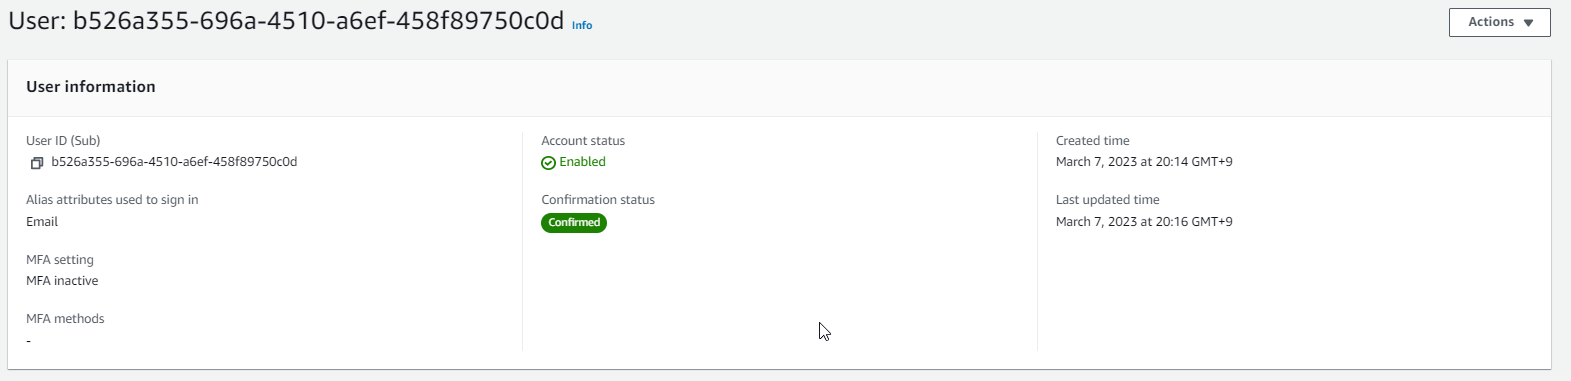 User: b526a355-696a-4510-a6ef-458f89750c0d Info
Actions
User information
User ID (Sub)
b526a355-696a-4510-a6ef-458f89750c0d
Alias attributes used to sign in
Email
MFA setting
MFA inactive
MFA methods
-
Account status
Enabled
Confirmation status
Confirmed
Created time
March 7, 2023 at 20:14 GMT+9
Last updated time
March 7, 2023 at 20:16 GMT+9